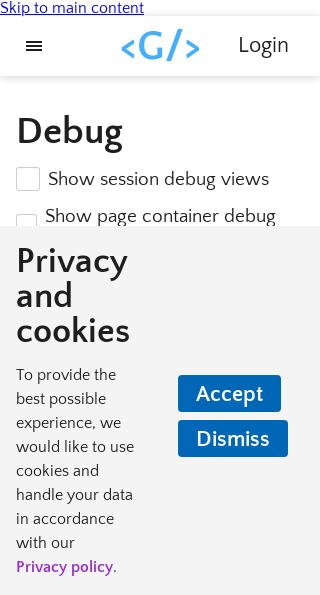 Skip to main content
<G/>
Login
Debug
Show session debug views
Show page container debug
Privacy
and
cookies
To provide the
best possible
experience, we
would like to use
cookies and
handle your data
in accordance
with our
Privacy policy.
Accept
Dismiss